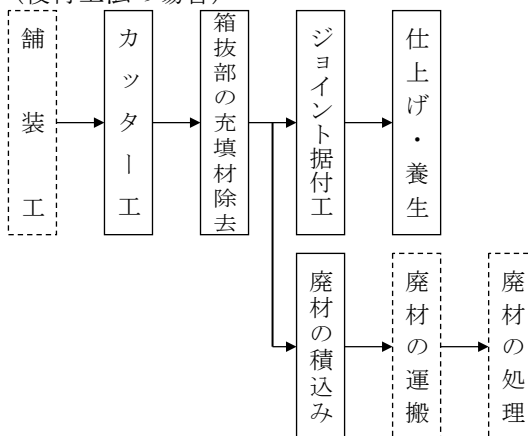 （後付工法の場合）
舗装工
カッター工
箱抜部の充填材除去
ジョイント据付工
仕上げ・養生
廃材の積込み
廃材の運搬
廃材の処理